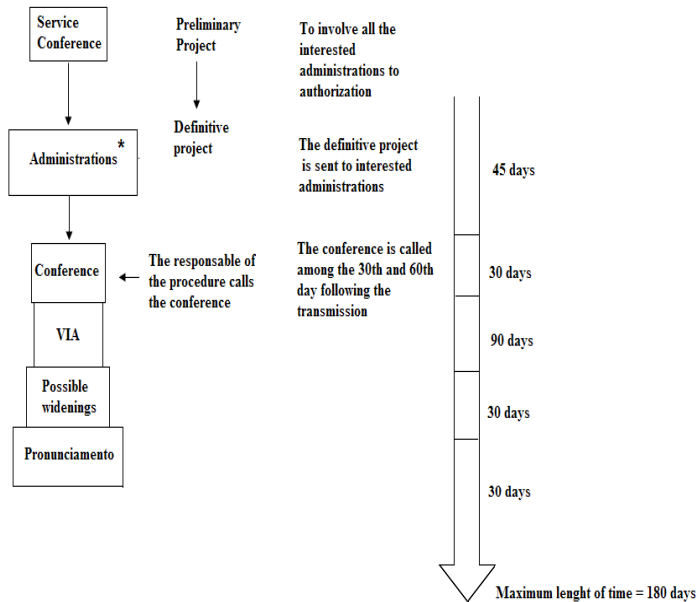 Service
Conference
Preliminary
Project
To involve all the
interested
administrations to
authorization
Administrations *
Definitive
project
The definitive project
is sent to interested
administrations
45 days
Conference
The responsable of
the procedure calls
the conference
The conference is called
among the 30th and 60th
day following the
transmission
30 days
VIA
90 days
Possible
widenings
30 days
Pronunciamento
30 days
Maximum lenght of time = 180 days